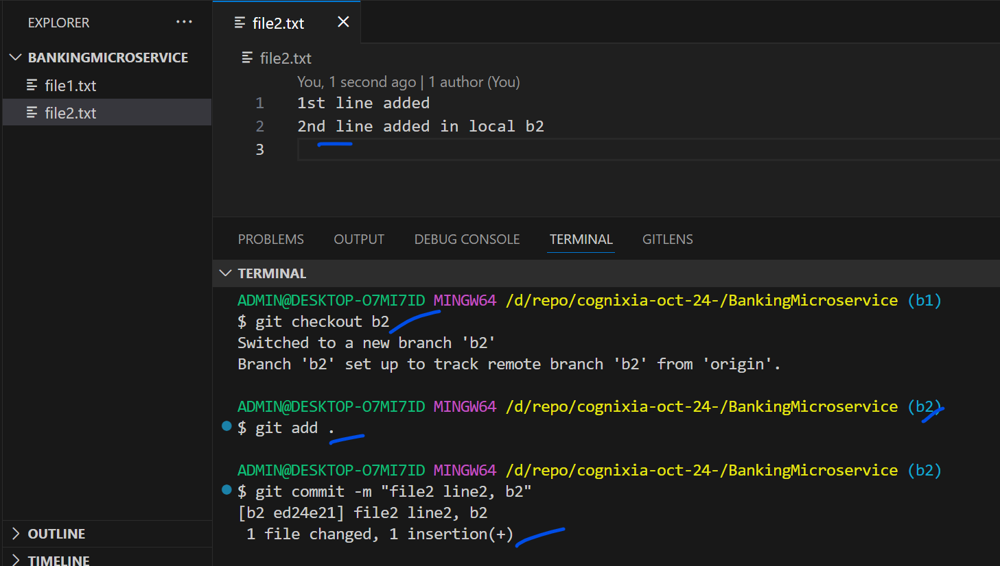 EXPLORER ...
BANKINGMICROSERVICE
file1.txt
file2.txt
OUTLINE
TIMELINE
file2.txt
file2.txt
You, 1 second ago | 1 author (You)
1 1st line added
2 2nd line added in local b2
3
PROBLEMS OUTPUT DEBUG CONSOLE TERMINAL GITLENS
TERMINAL
ADMIN@DESKTOP-O7MI7ID MINGW64 /d/repo/cognixia-oct-24-/BankingMicroservice (b1)
$ git checkout b2
Switched to a new branch 'b2'
Branch 'b2' set up to track remote branch 'b2' from 'origin'.
ADMIN@DESKTOP-O7MI7ID MINGW64 /d/repo/cognixia-oct-24-/BankingMicroservice (b2)
$ git add .
ADMIN@DESKTOP-O7MI7ID MINGW64 /d/repo/cognixia-oct-24-/BankingMicroservice (b2)
$ git commit -m "file2 line2, b2"
[b2 ed24e21] file2 line2, b2
 1 file changed, 1 insertion(+)